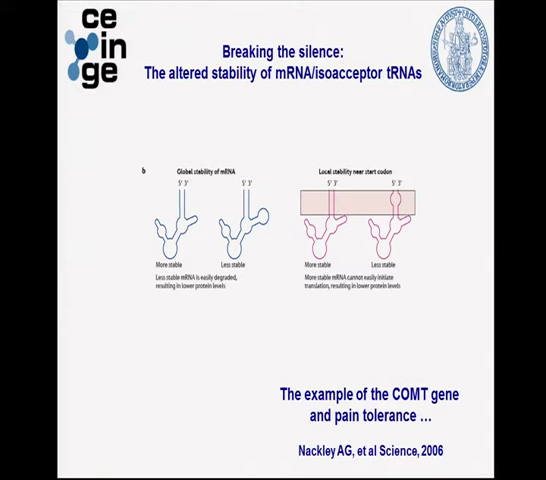 ce
in
ge
Breaking the silence:
The altered stability of mRNA/isoacceptor tRNAs
b
Global stability of mRNA
Local stability near start codon
5' 3'
5' 3'
5' 3'
5' 3'
More stable
Less stable
More stable
Less stable
Less stable mRNA is easily degraded,
resulting in lower protein levels
More stable mRNA cannot easily initiate
translation, resulting in lower protein levels
The example of the COMT gene
and pain tolerance ...
Nackley AG, et al Science, 2006